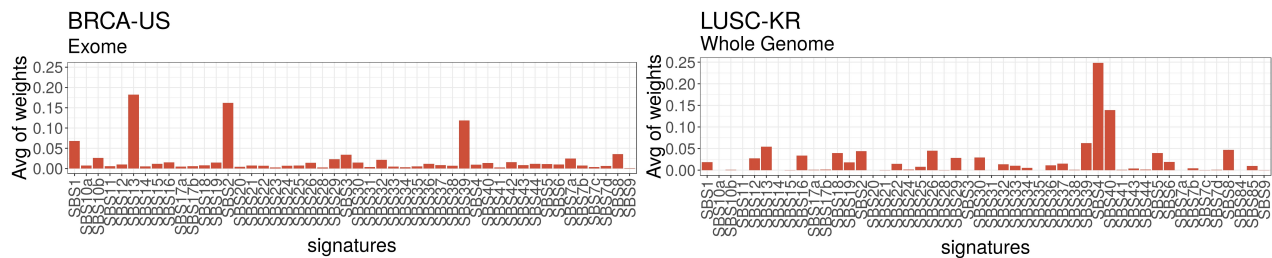 BRCA-US
Exome
Avg of weights
0.25
0.20
0.15
0.10
0.05
0.00
SBS1
SBS10a
SBS10b
SBS11
SBS12
SBS13
SBS14
SBS15
SBS16
SBS17a
SBS17b
SBS18
SBS19
SBS2
SBS20
SBS21
SBS22
SBS23
SBS24
SBS25
SBS26
SBS28
SBS29
SBS3
SBS30
SBS31
SBS32
SBS33
SBS34
SBS35
SBS36
SBS37
SBS38
SBS39
SBS4
SBS40
SBS41
SBS42
SBS43
SBS44
SBS5
SBS6
SBS7a
SBS7b
SBS7c
SBS7d
SBS8
SBS9
signatures
LUSC-KR
Whole Genome
Avg of weights
0.25
0.20
0.15
0.10
0.05
0.00
SBS1
SBS10a
SBS10b
SBS11
SBS12
SBS13
SBS14
SBS15
SBS16
SBS17a
SBS17b
SBS18
SBS19
SBS2
SBS20
SBS21
SBS22
SBS24
SBS25
SBS26
SBS28
SBS29
SBS3
SBS30
SBS31
SBS32
SBS33
SBS34
SBS35
SBS36
SBS37
SBS38
SBS39
SBS4
SBS40
SBS41
SBS43
SBS44
SBS5
SBS6
SBS7a
SBS7b
SBS7c
SBS7d
SBS8
SBS84
SBS85
SBS9
signatures